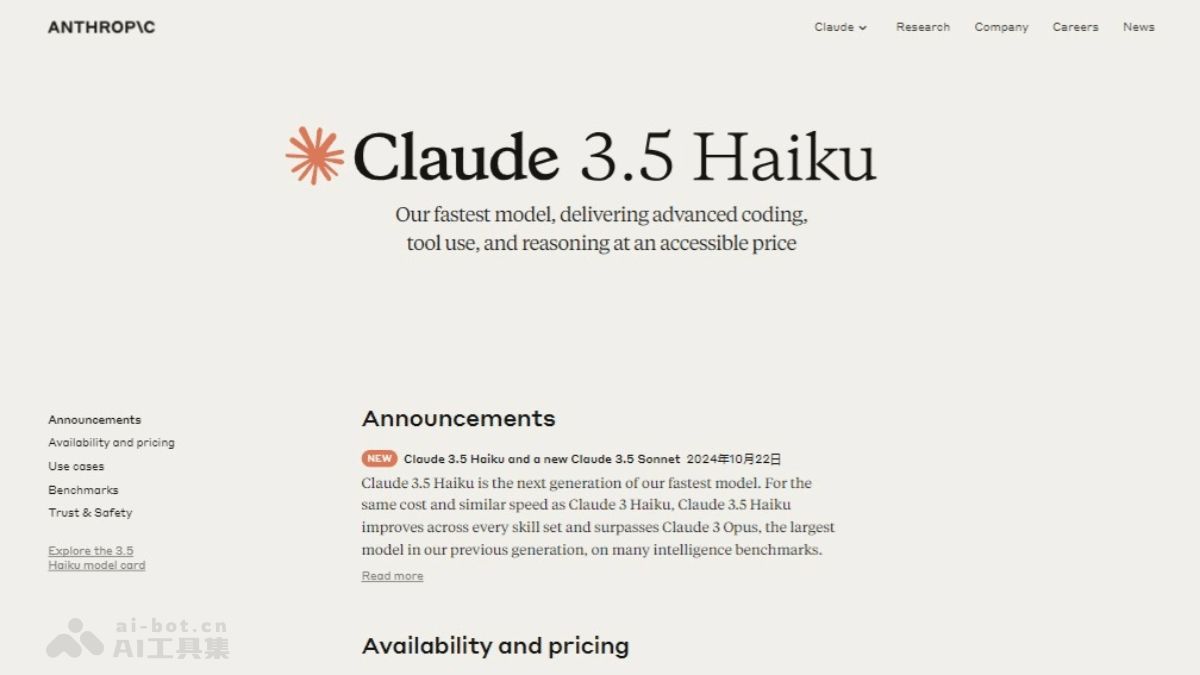 ANTHROP\C
Claude Research Company Careers News
Claude 3.5 Haiku
Our fastest model, delivering advanced coding,
tool use, and reasoning at an accessible price
Announcements
Availability and pricing
Use cases
Benchmarks
Trust & Safety
Explore the 3.5
Haiku model card
Announcements
NEW Claude 3.5 Haiku and a new Claude 3.5 Sonnet 2024年10月22日
Claude 3.5 Haiku is the next generation of our fastest model. For the
same cost and similar speed as Claude 3 Haiku, Claude 3.5 Haiku
improves across every skill set and surpasses Claude 3 Opus, the largest
model in our previous generation, on many intelligence benchmarks.
Read more
Availability and pricing
ai-bot.cn
AI工具集